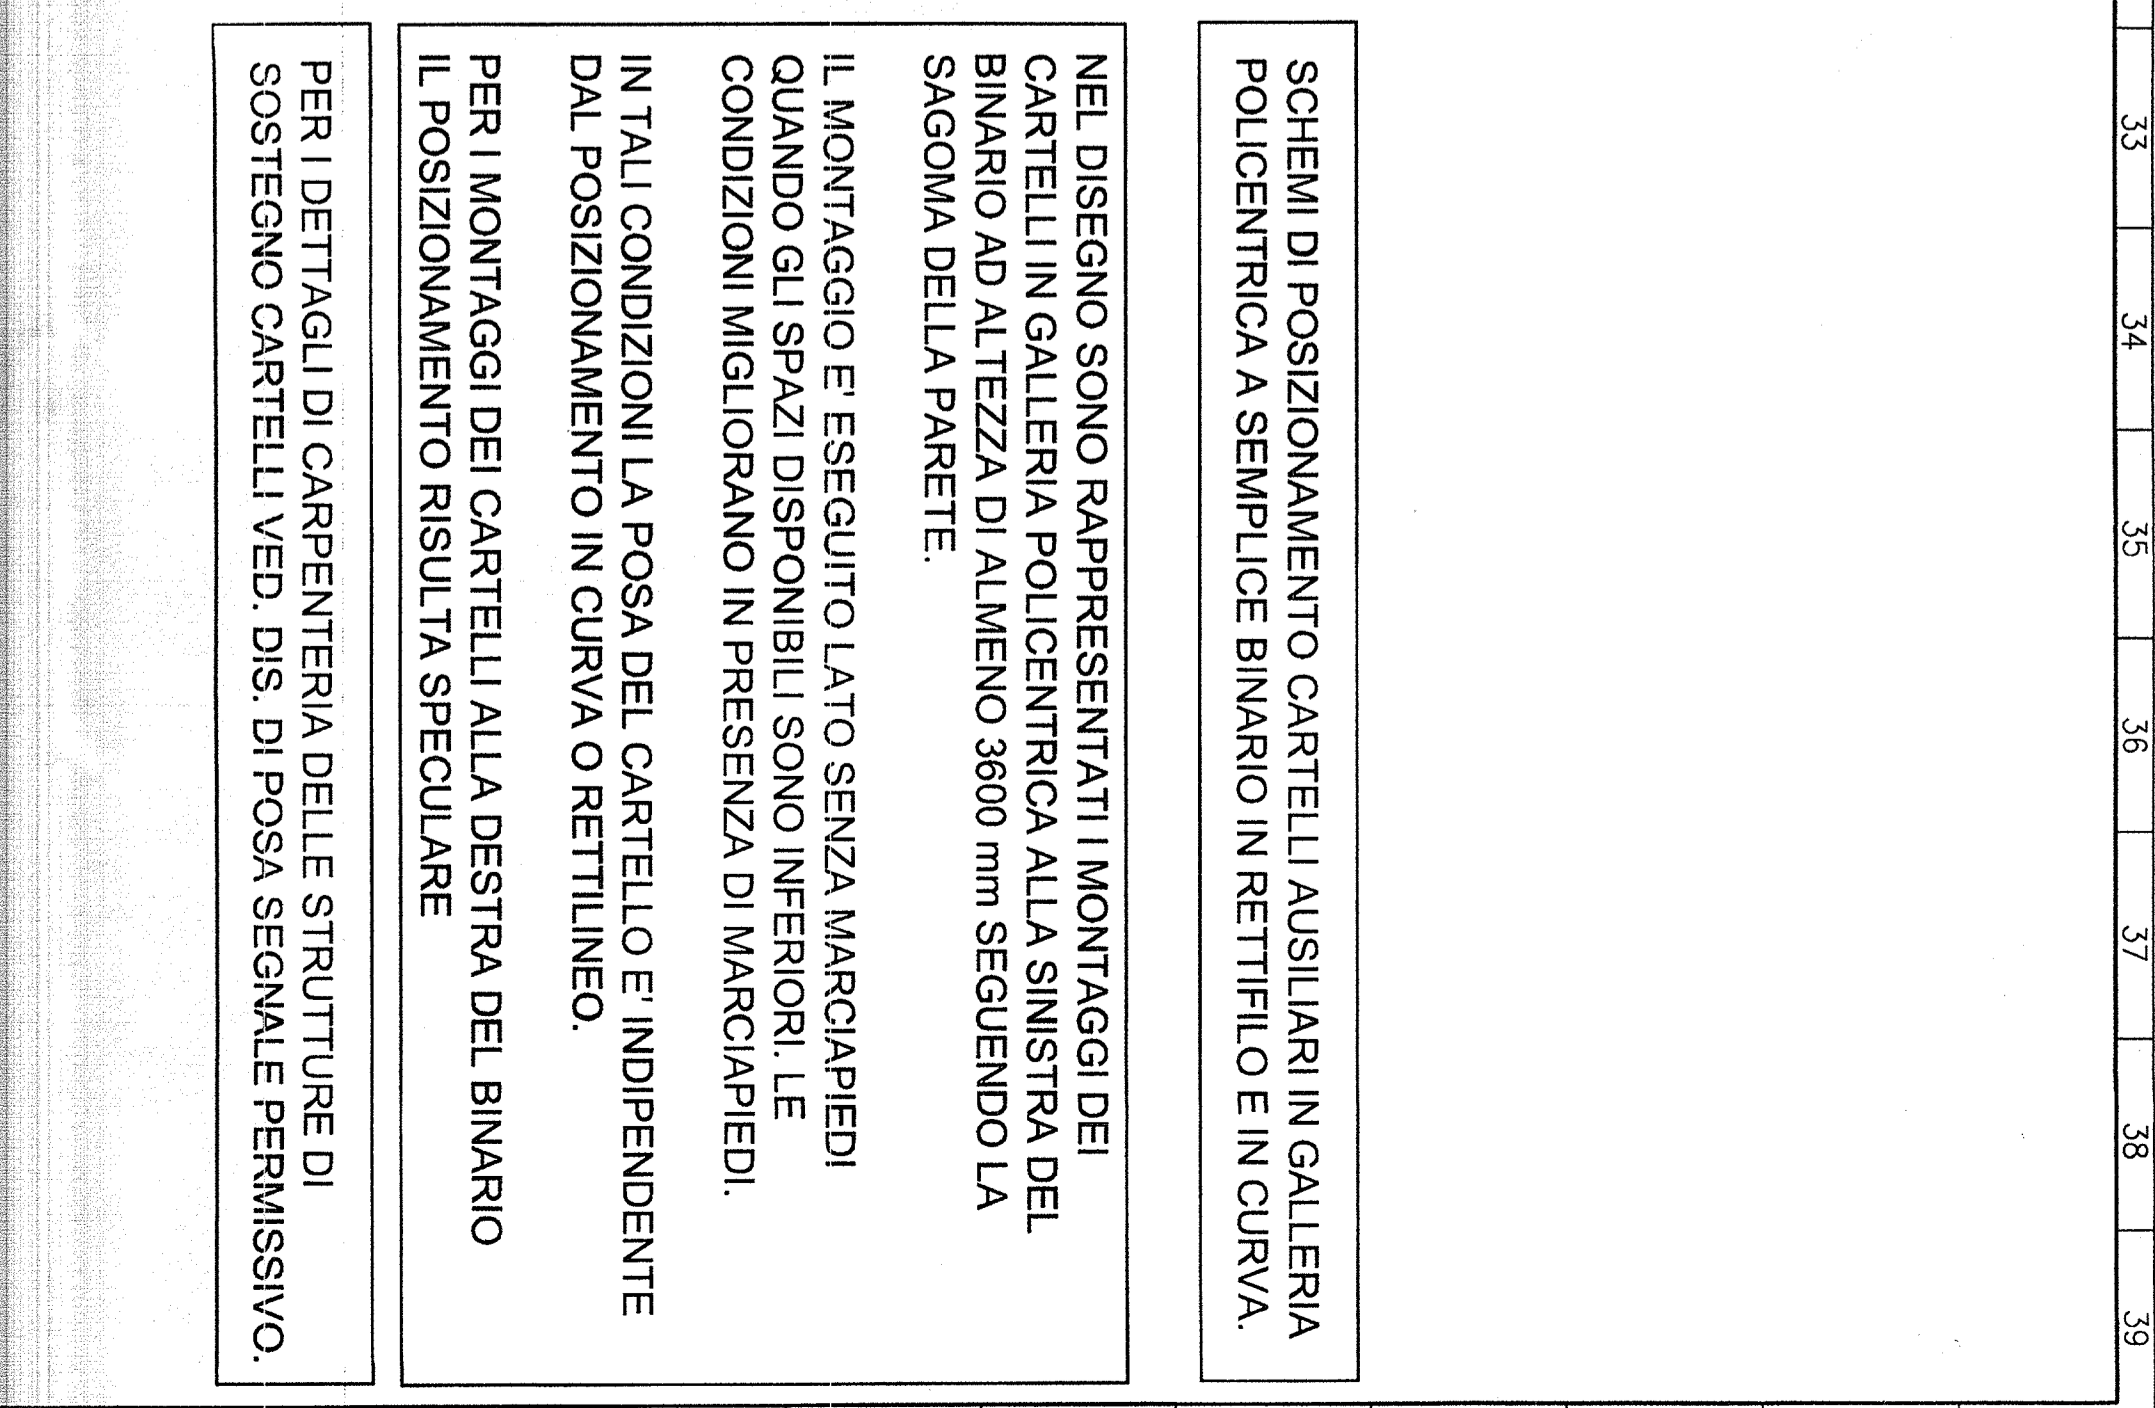 33
34
35
36
37
38
39
SCHEMI DI POSIZIONAMENTO CARTELLI AUSILIARI IN GALLERIA
POLICENTRICA A SEMPLICE BINARIO IN RETTIFILO E IN CURVA.
NEL DISEGNO SONO RAPPRESENTATI I MONTAGGI DEI
CARTELLI IN GALLERIA POLICENTRICA ALLA SINISTRA DEL
BINARIO AD ALTEZZA DI ALMENO 3600 mm SEGUENDO LA
SAGOMA DELLA PARETE.
IL MONTAGGIO E' ESEGUITO LATO SENZA MARCIAPIEDI
QUANDO GLI SPAZI DISPONIBILI SONO INFERIORI. LE
CONDIZIONI MIGLIORANO IN PRESENZA DI MARCIAPIEDI.
IN TALI CONDIZIONI LA POSA DEL CARTELLO E' INDIPENDENTE
DAL POSIZIONAMENTO IN CURVA O RETTILINEO.
PER I MONTAGGI DEI CARTELLI ALLA DESTRA DEL BINARIO
IL POSIZIONAMENTO RISULTA SPECULARE
PER I DETTAGLI DI CARPENTERIA DELLE STRUTTURE DI
SOSTEGNO CARTELLI VED. DIS. DI POSA SEGNALE PERMISSIVO.